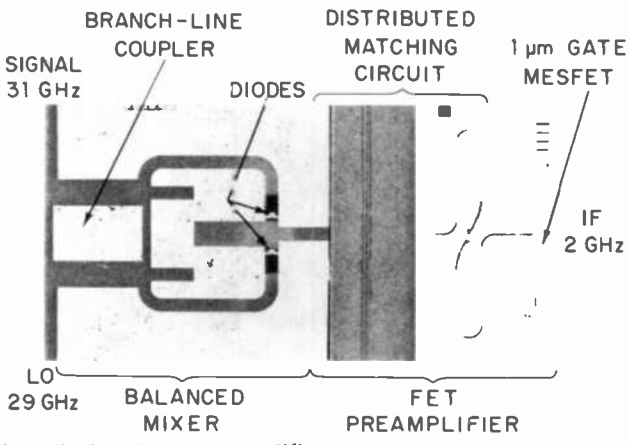 BRANCH-LINE
COUPLER
DISTRIBUTED
MATCHING
CIRCUIT
1 μm GATE
MESFET
SIGNAL
31 GHz
DIODES
IF
2 GHz
LO
29 GHz
BALANCED
MIXER
FET
PREAMPLIFIER